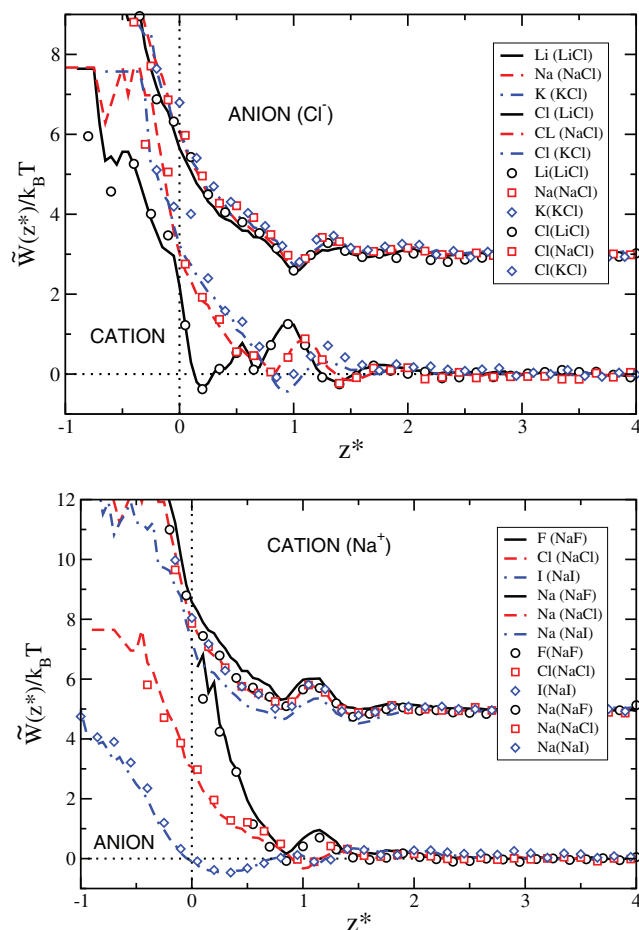 8
6
4
2
0
W̃(z*)/k_BT
ANION (Cl⁻)
CATION
Li (LiCl)
Na (NaCl)
K (KCl)
Cl (LiCl)
CL (NaCl)
Cl (KCl)
Li(LiCl)
Na(NaCl)
K(KCl)
Cl(LiCl)
Cl(NaCl)
Cl(KCl)
-1 0 1 2 3 4
z*
12
10
8
6
4
2
0
W̃(z*)/k_BT
CATION (Na⁺)
ANION
F (NaF)
Cl (NaCl)
I (NaI)
Na (NaF)
Na (NaCl)
Na (NaI)
F(NaF)
Cl(NaCl)
I(NaI)
Na(NaF)
Na(NaCl)
Na(NaI)
-1 0 1 2 3 4
z*